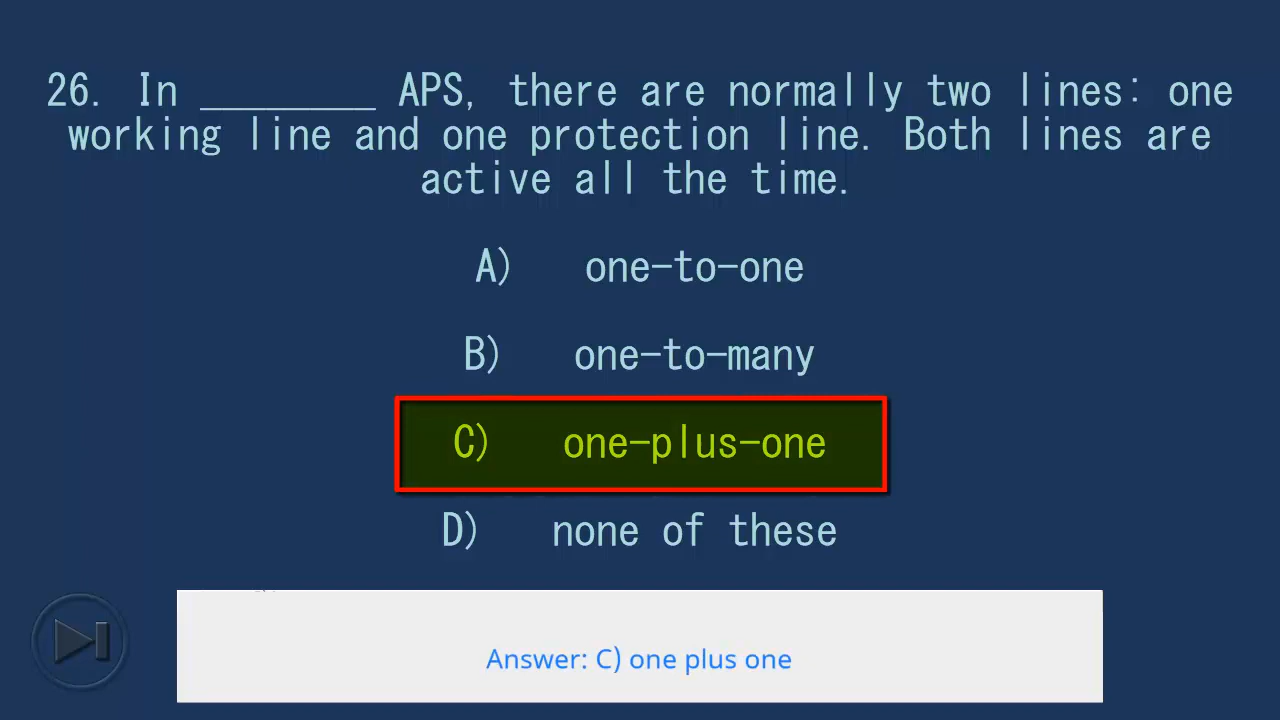 26. In ________ APS, there are normally two lines: one
working line and one protection line. Both lines are
active all the time.
A) one-to-one
B) one-to-many
C) one-plus-one
D) none of these
Answer: C) one plus one